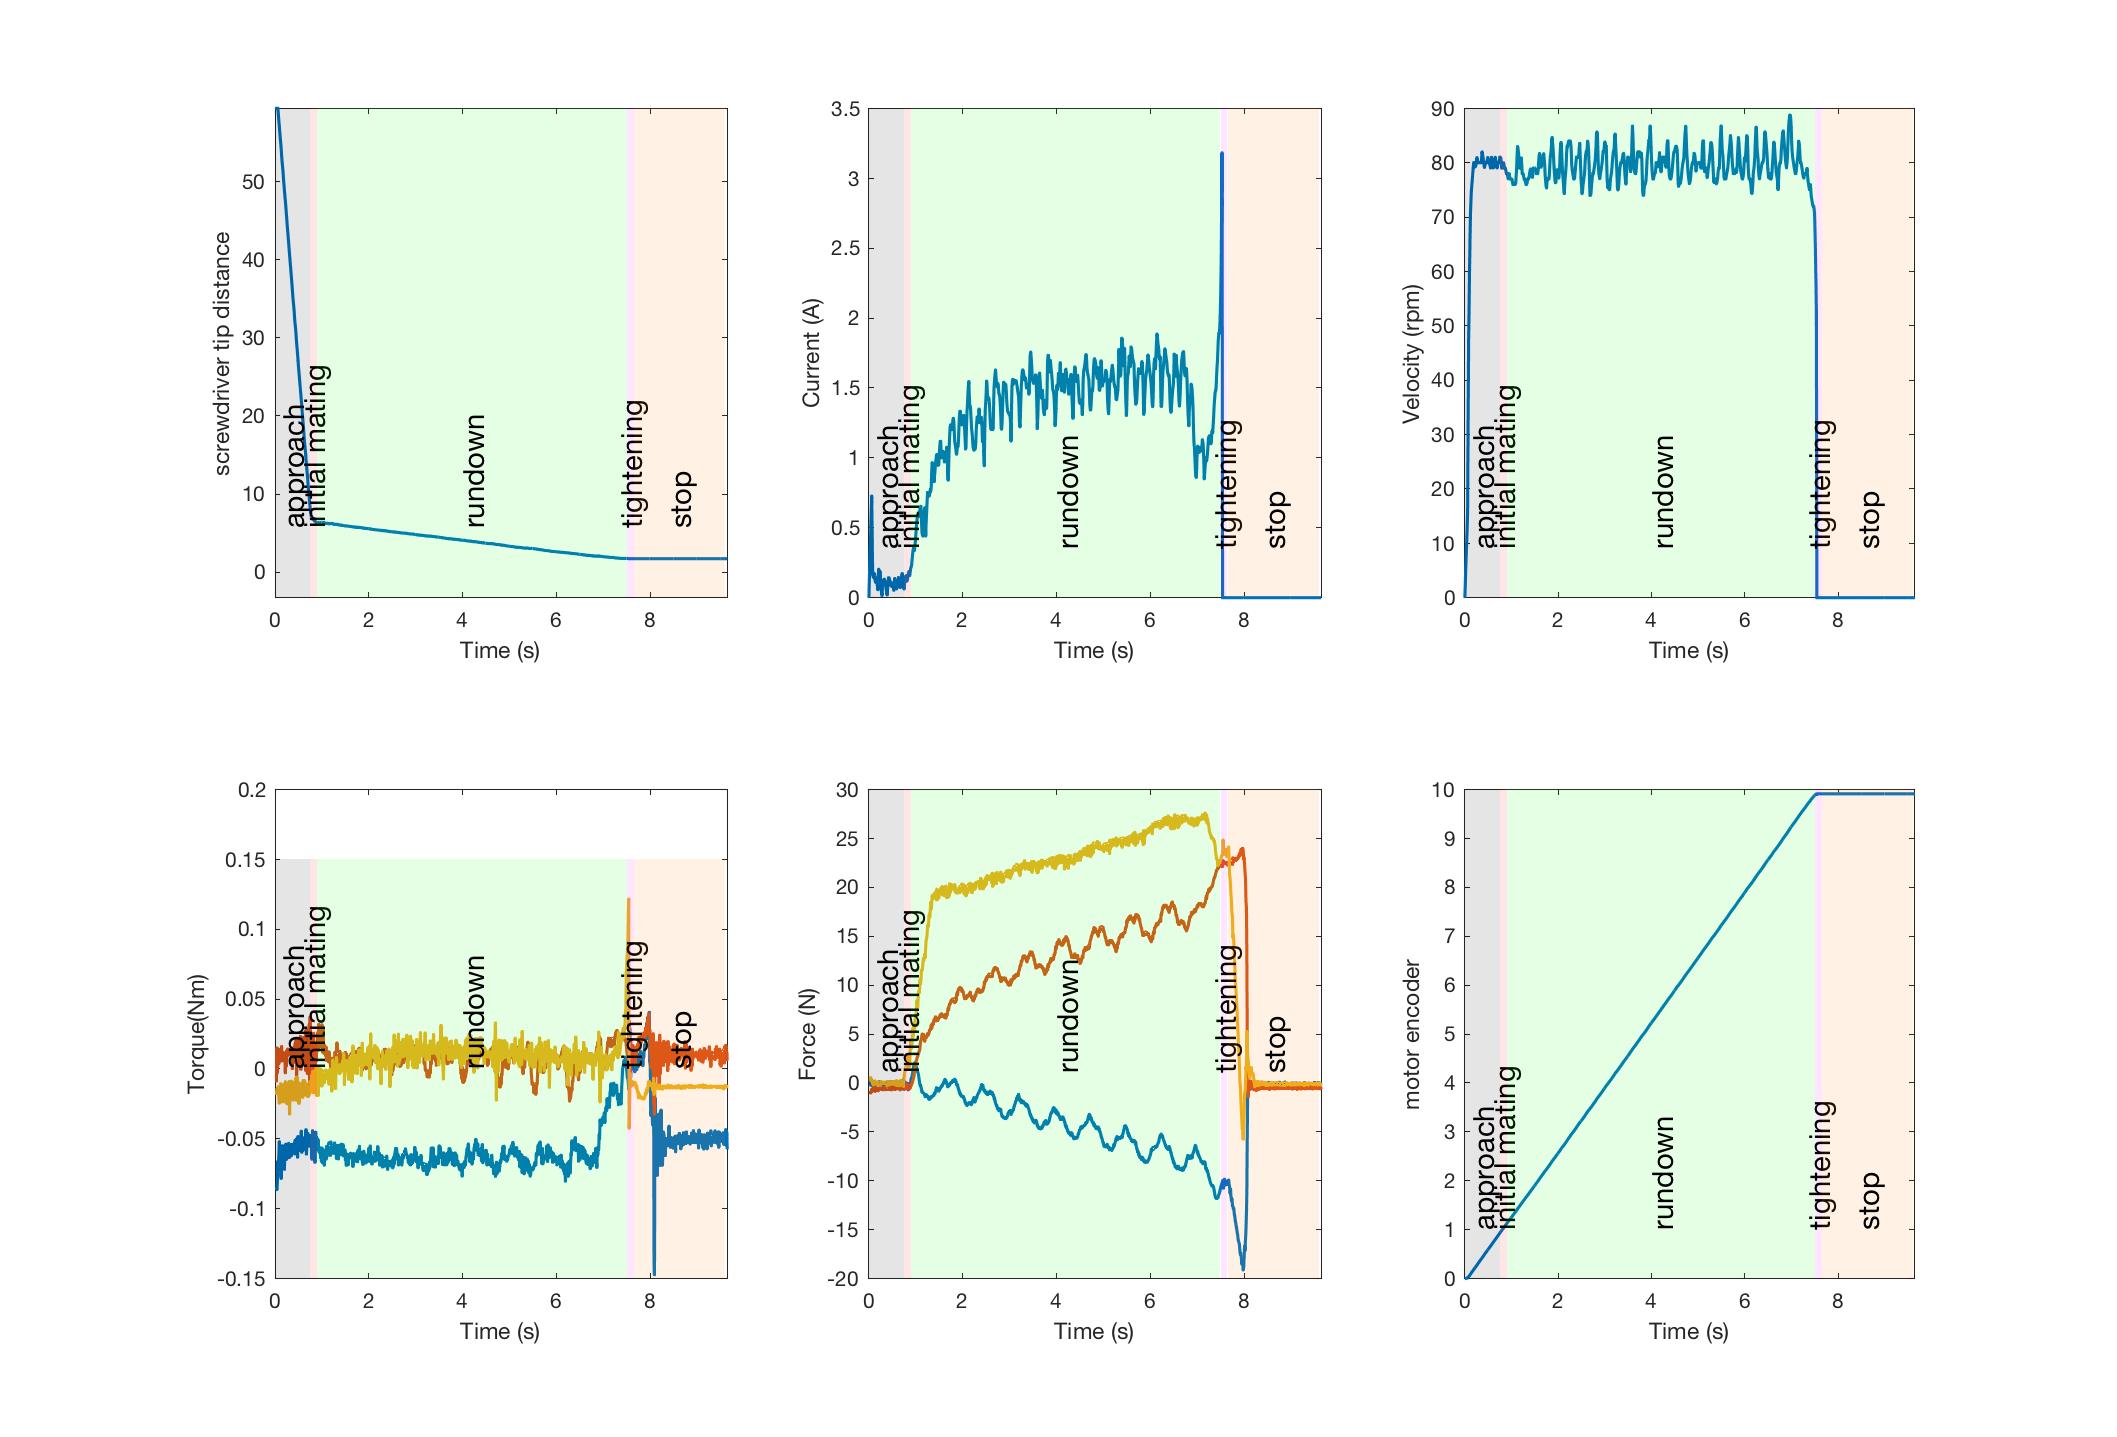 screwdriver tip distance
50
40
30
20
10
0
approach
initial mating
rundown
tightening
stop
0 2 4 6 8
Time (s)
Current (A)
3.5
3
2.5
2
1.5
1
0.5
0
approach
initial mating
rundown
tightening
stop
0 2 4 6 8
Time (s)
Velocity (rpm)
90
80
70
60
50
40
30
20
10
0
approach
initial mating
rundown
tightening
stop
0 2 4 6 8
Time (s)
Torque(Nm)
0.2
0.15
0.1
0.05
0
-0.05
-0.1
-0.15
approach
initial mating
rundown
tightening
stop
0 2 4 6 8
Time (s)
Force (N)
30
25
20
15
10
5
0
-5
-10
-15
-20
approach
initial mating
rundown
tightening
stop
0 2 4 6 8
Time (s)
motor encoder
10
9
8
7
6
5
4
3
2
1
0
approach
initial mating
rundown
tightening
stop
0 2 4 6 8
Time (s)